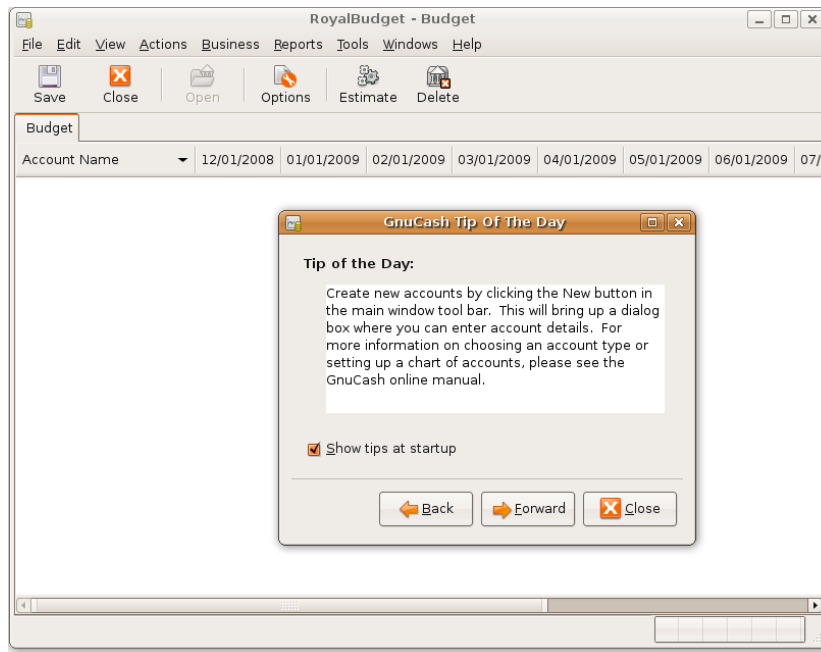 RoyalBudget - Budget
File Edit View Actions Business Reports Tools Windows Help
Save Close Open Options Estimate Delete
Budget
Account Name 12/01/2008 01/01/2009 02/01/2009 03/01/2009 04/01/2009 05/01/2009 06/01/2009 07/
GnuCash Tip Of The Day
Tip of the Day:
Create new accounts by clicking the New button in
the main window tool bar. This will bring up a dialog
box where you can enter account details. For
more information on choosing an account type or
setting up a chart of accounts, please see the
GnuCash online manual.
Show tips at startup
Back Forward Close